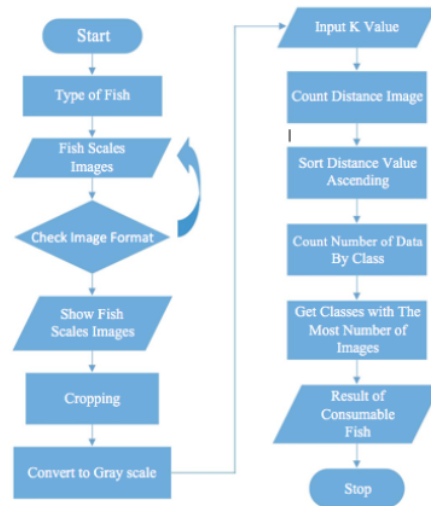 Start
Type of Fish
Fish Scales
Images
Check Image Format
Show Fish
Scales Images
Cropping
Convert to Gray scale
Input K Value
Count Distance Image
Sort Distance Value
Ascending
Count Number of Data
By Class
Get Classes with The
Most Number of
Images
Result of
Consumable
Fish
Stop